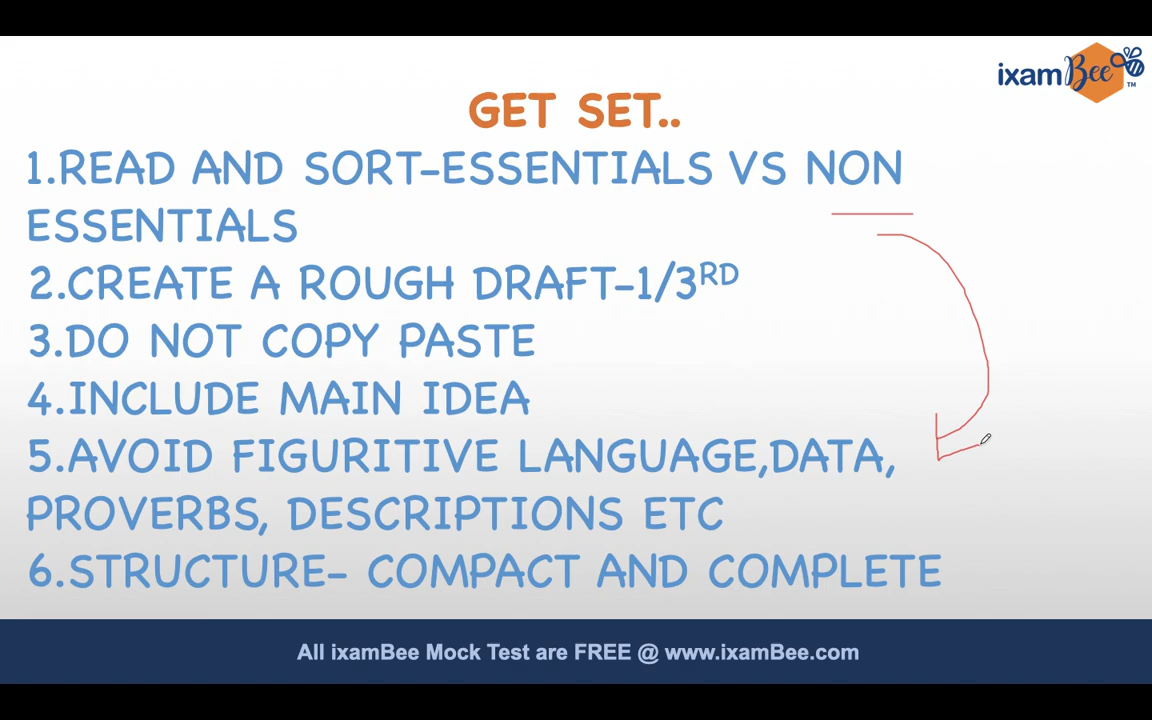 ixamBee™
GET SET..
1.READ AND SORT-ESSENTIALS VS NON
ESSENTIALS
2.CREATE A ROUGH DRAFT-1/3RD
3.DO NOT COPY PASTE
4.INCLUDE MAIN IDEA
5.AVOID FIGURITIVE LANGUAGE,DATA,
PROVERBS, DESCRIPTIONS ETC
6.STRUCTURE- COMPACT AND COMPLETE
All ixamBee Mock Test are FREE @ www.ixamBee.com